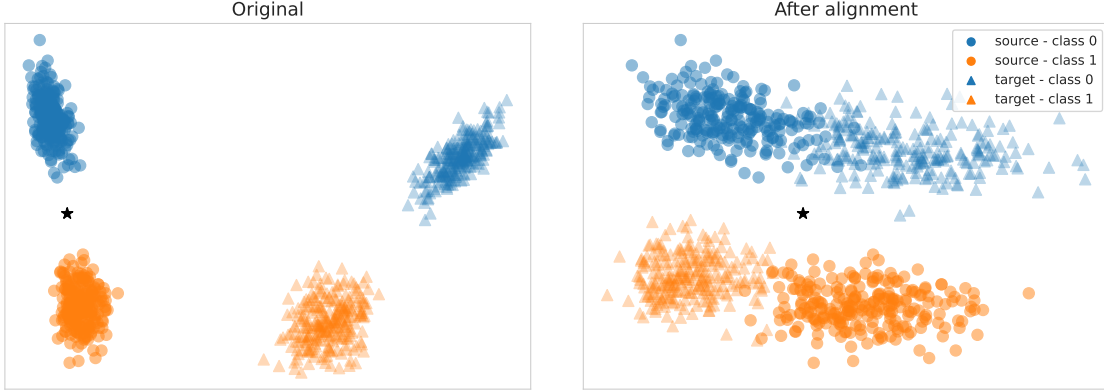 Original
After alignment
source - class 0
source - class 1
target - class 0
target - class 1